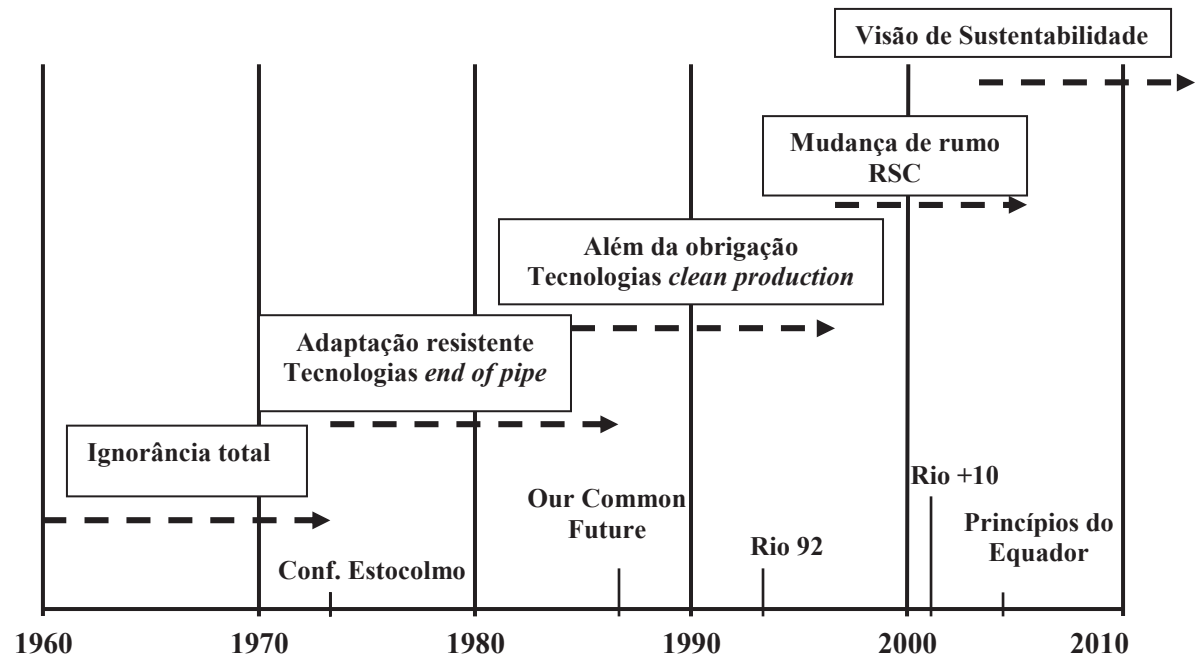 Visão de Sustentabilidade
Mudança de rumo
RSC
Além da obrigação
Tecnologias clean production
Adaptação resistente
Tecnologias end of pipe
Ignorância total
Our Common
Future
Rio +10
Princípios do
Equador
Rio 92
Conf. Estocolmo
1960
1970
1980
1990
2000
2010